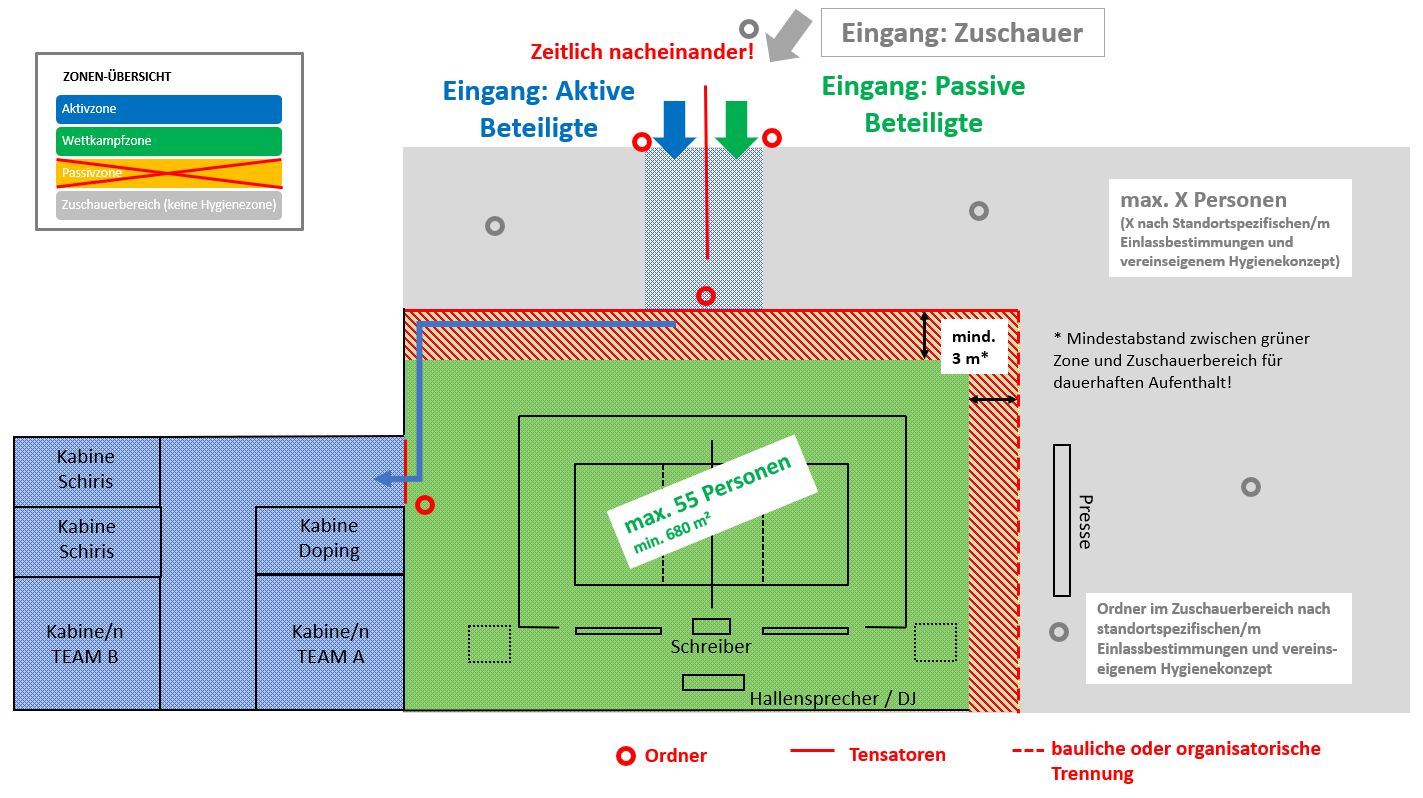 Eingang: Zuschauer
Zeitlich nacheinander!
Eingang: Aktive
Beteiligte
Eingang: Passive
Beteiligte
ZONEN-ÜBERSICHT
Aktivzone
Wettkampfzone
Passivzone
Zuschauerbereich (keine Hygienezone)
max. X Personen
(X nach Standortspezifischen/m
Einlassbestimmungen und
vereinseigenem Hygienekonzept)
mind.
3 m*
* Mindestabstand zwischen grüner
Zone und Zuschauerbereich für
dauerhaften Aufenthalt!
Kabine
Schiris
Kabine
Schiris
Kabine
Doping
Kabine/n
TEAM B
Kabine/n
TEAM A
max. 55 Personen
min. 680 m²
Schreiber
Hallensprecher / DJ
Presse
Ordner im Zuschauerbereich nach
standortspezifischen/m
Einlassbestimmungen und vereins-
eigenem Hygienekonzept
Ordner
Tensatoren
bauliche oder organisatorische
Trennung